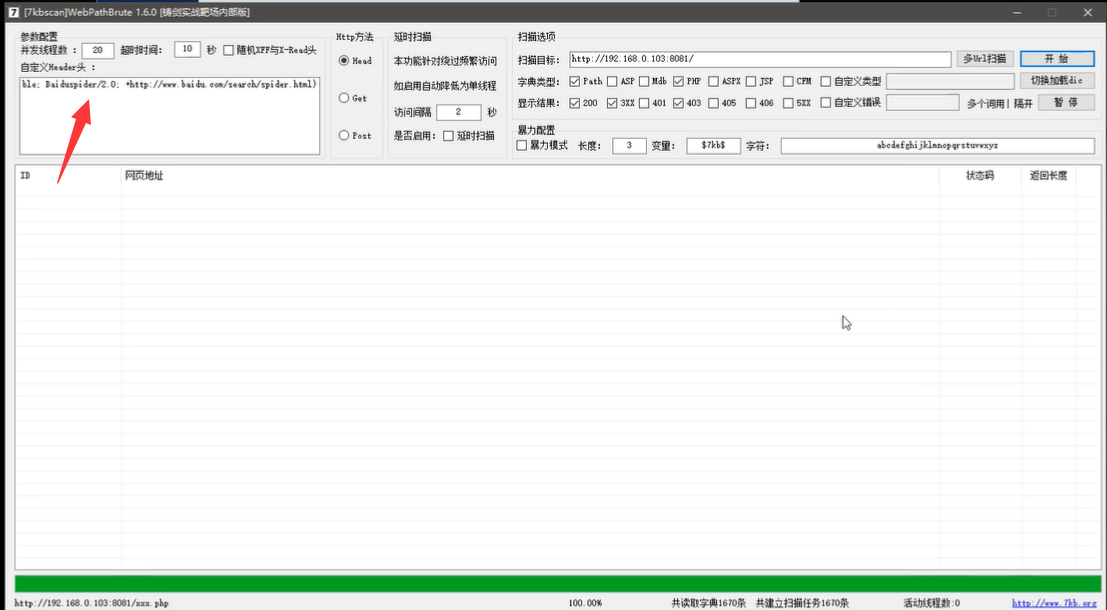 [7kbscan]WebPathBrute 1.6.0 [铸剑实战靶场内部版]
参数配置
并发线程数 : 20 超时时间: 10 秒 随机XFF与X-Read头
自定义Header头 :
ble; Baiduspider/2.0; +http://www.baidu.com/search/spider.html)
Http方法
Head
Get
Post
延时扫描
本功能针对绕过频繁访问
如启用自动降低为单线程
访问间隔 2 秒
是否启用: 延时扫描
扫描选项
扫描目标: http://192.168.0.103:8081/ 多Url扫描 开 始
字典类型: Path ASP Mdb PHP ASPX JSP CFM 自定义类型 切换加载dic
显示结果: 200 3XX 401 403 405 406 5XX 自定义错误 多个词用| 隔开 暂 停
暴力配置
暴力模式 长度: 3 变量: $7kb$ 字符: abcdefghijklmnopqrstuvwxyz
ID 网页地址 状态码 返回长度
http://192.168.0.103:8081/xxx.php 100.00% 共读取字典1670条 共建立扫描任务1670条 活动线程数:0 http://www.7kb.org